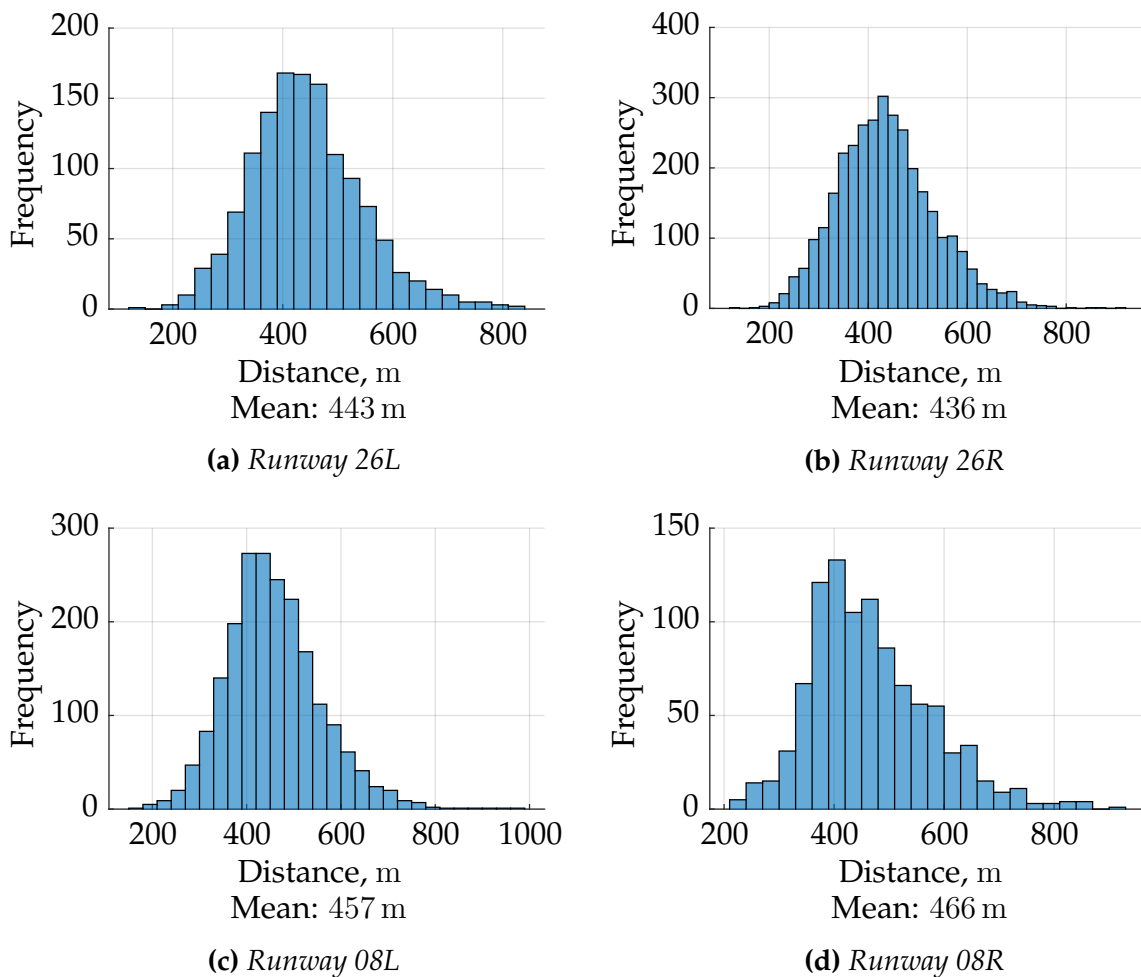 200
150
100
50
0
Frequency
200 400 600 800
Distance, m
Mean: 443 m
(a) Runway 26L
400
300
200
100
0
Frequency
200 400 600 800
Distance, m
Mean: 436 m
(b) Runway 26R
300
200
100
0
Frequency
200 400 600 800 1000
Distance, m
Mean: 457 m
(c) Runway 08L
150
100
50
0
Frequency
200 400 600 800
Distance, m
Mean: 466 m
(d) Runway 08R